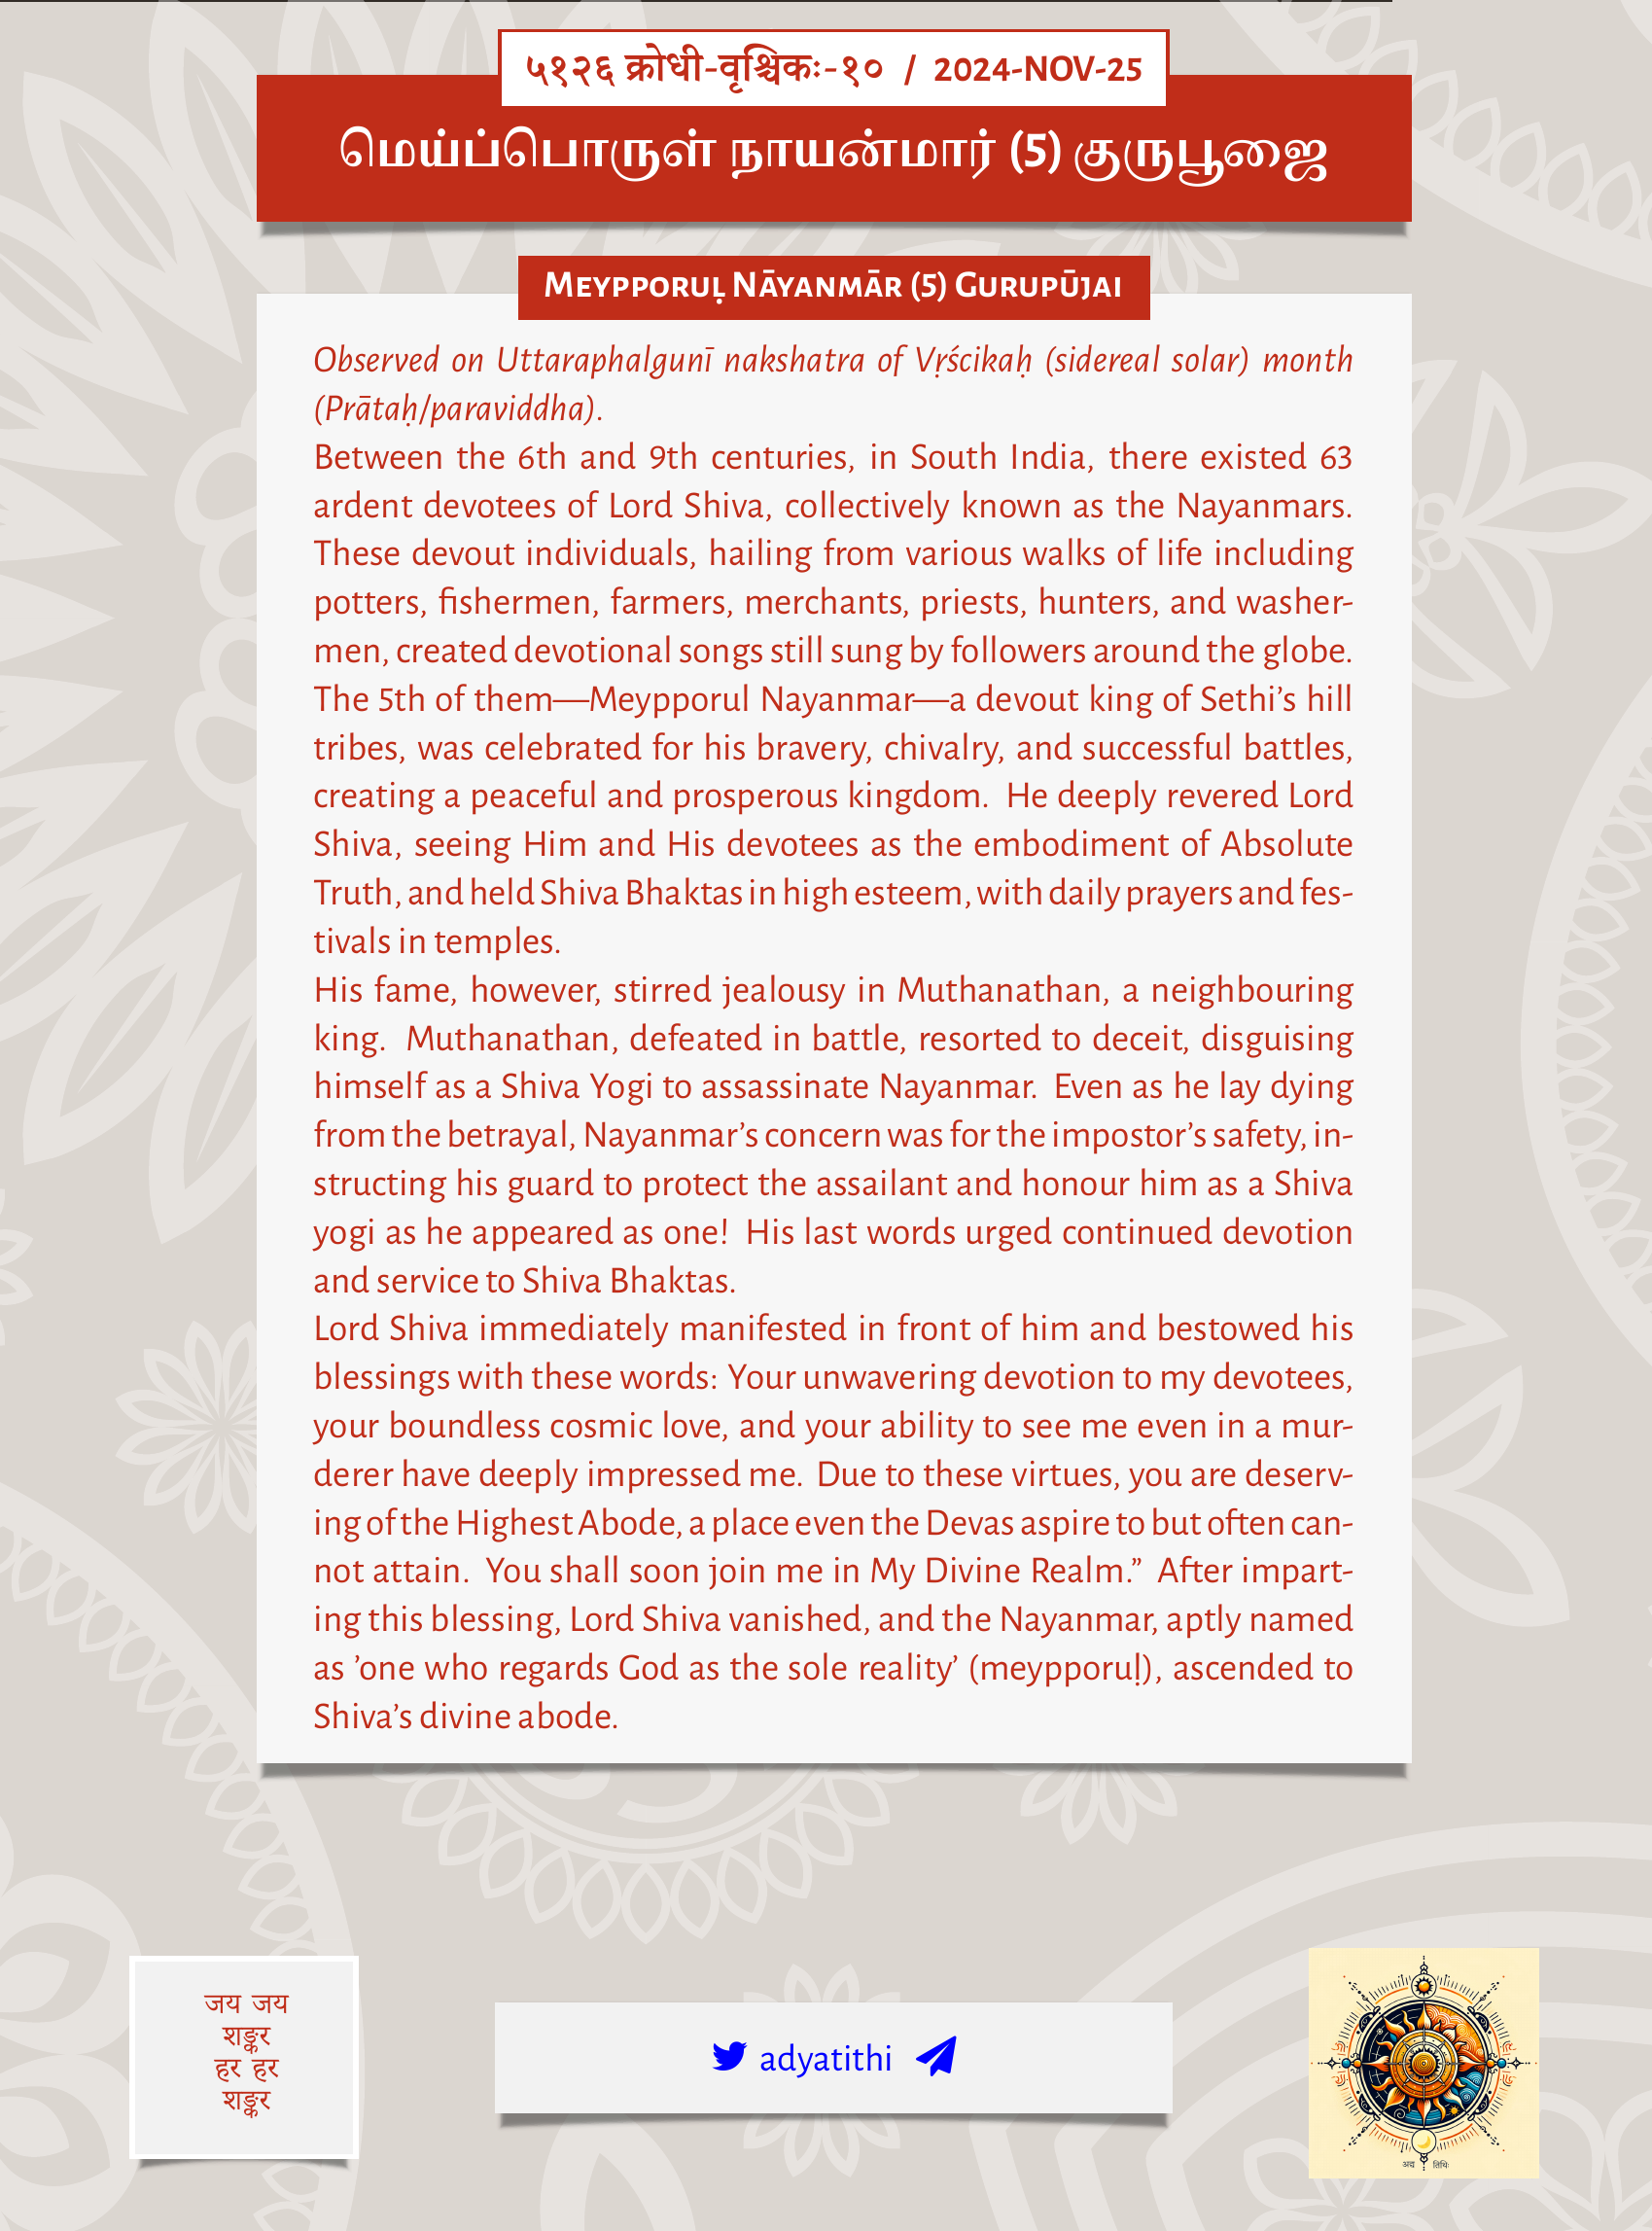 ५१२६ क्रोधी-वृश्चिकः-१० / 2024-NOV-25
மெய்ப்பொருள் நாயன்மார் (5) குருபூஜை
Meypporuḷ Nāyanmār (5) Gurupūjai
Observed on Uttaraphalgunī nakshatra of Vṛścikaḥ (sidereal solar) month
(Prātaḥ/paraviddha).
Between the 6th and 9th centuries, in South India, there existed 63
ardent devotees of Lord Shiva, collectively known as the Nayanmars.
These devout individuals, hailing from various walks of life including
potters, fishermen, farmers, merchants, priests, hunters, and washer-
men, created devotional songs still sung by followers around the globe.
The 5th of them—Meypporul Nayanmar—a devout king of Sethi’s hill
tribes, was celebrated for his bravery, chivalry, and successful battles,
creating a peaceful and prosperous kingdom. He deeply revered Lord
Shiva, seeing Him and His devotees as the embodiment of Absolute
Truth, and held Shiva Bhaktas in high esteem, with daily prayers and fes-
tivals in temples.
His fame, however, stirred jealousy in Muthanathan, a neighbouring
king. Muthanathan, defeated in battle, resorted to deceit, disguising
himself as a Shiva Yogi to assassinate Nayanmar. Even as he lay dying
from the betrayal, Nayanmar’s concern was for the impostor’s safety, in-
structing his guard to protect the assailant and honour him as a Shiva
yogi as he appeared as one! His last words urged continued devotion
and service to Shiva Bhaktas.
Lord Shiva immediately manifested in front of him and bestowed his
blessings with these words: Your unwavering devotion to my devotees,
your boundless cosmic love, and your ability to see me even in a mur-
derer have deeply impressed me. Due to these virtues, you are deserv-
ing of the Highest Abode, a place even the Devas aspire to but often can-
not attain. You shall soon join me in My Divine Realm.” After impart-
ing this blessing, Lord Shiva vanished, and the Nayanmar, aptly named
as ’one who regards God as the sole reality’ (meypporuḷ), ascended to
Shiva’s divine abode.
जय जय
शङ्कर
हर हर
शङ्कर
adyatithi
अद्य तिथिः